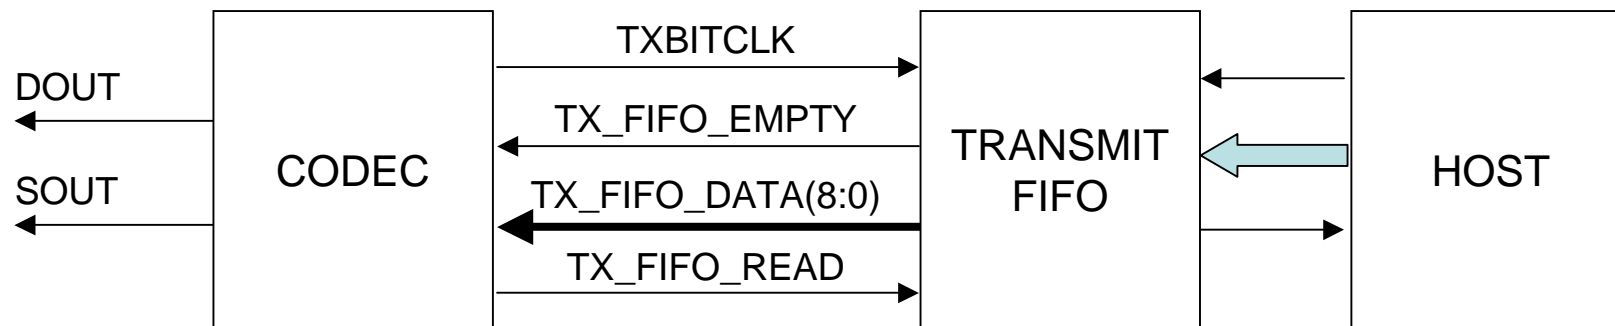 DOUT
SOUT
CODEC
TXBITCLK
TX_FIFO_EMPTY
TX_FIFO_DATA(8:0)
TX_FIFO_READ
TRANSMIT
FIFO
HOST